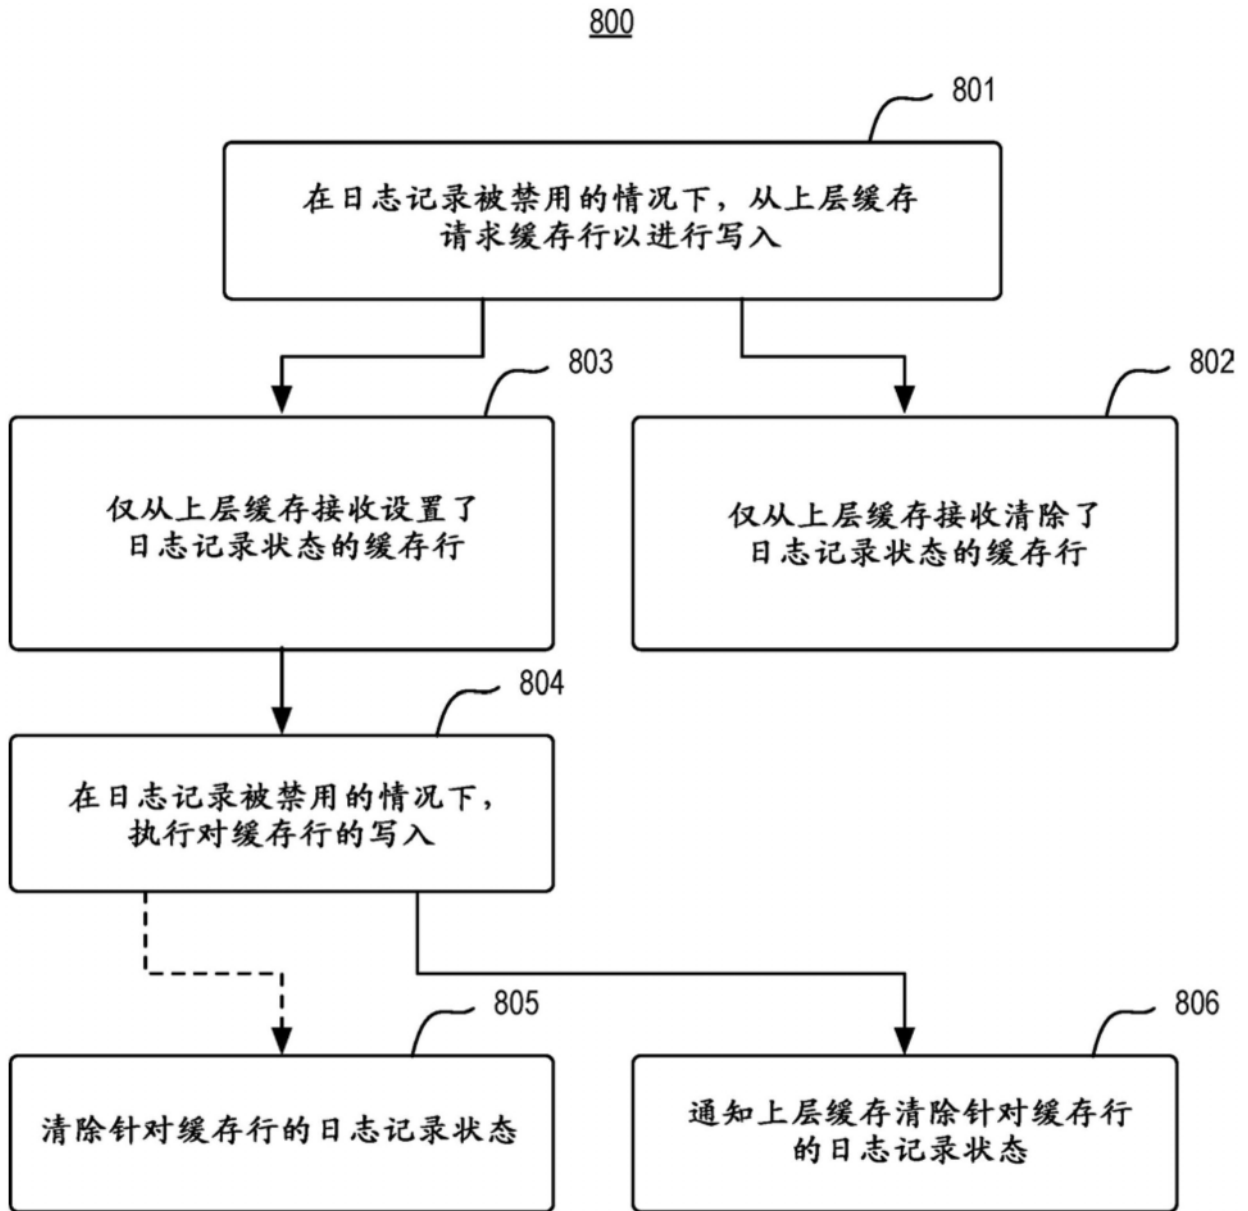 800
801
在日志记录被禁用的情况下，从上层缓存
请求缓存行以进行写入
803
802
仅从上层缓存接收设置了
日志记录状态的缓存行
仅从上层缓存接收清除了
日志记录状态的缓存行
804
在日志记录被禁用的情况下，
执行对缓存行的写入
805
806
清除针对缓存行的日志记录状态
通知上层缓存清除针对缓存行
的日志记录状态